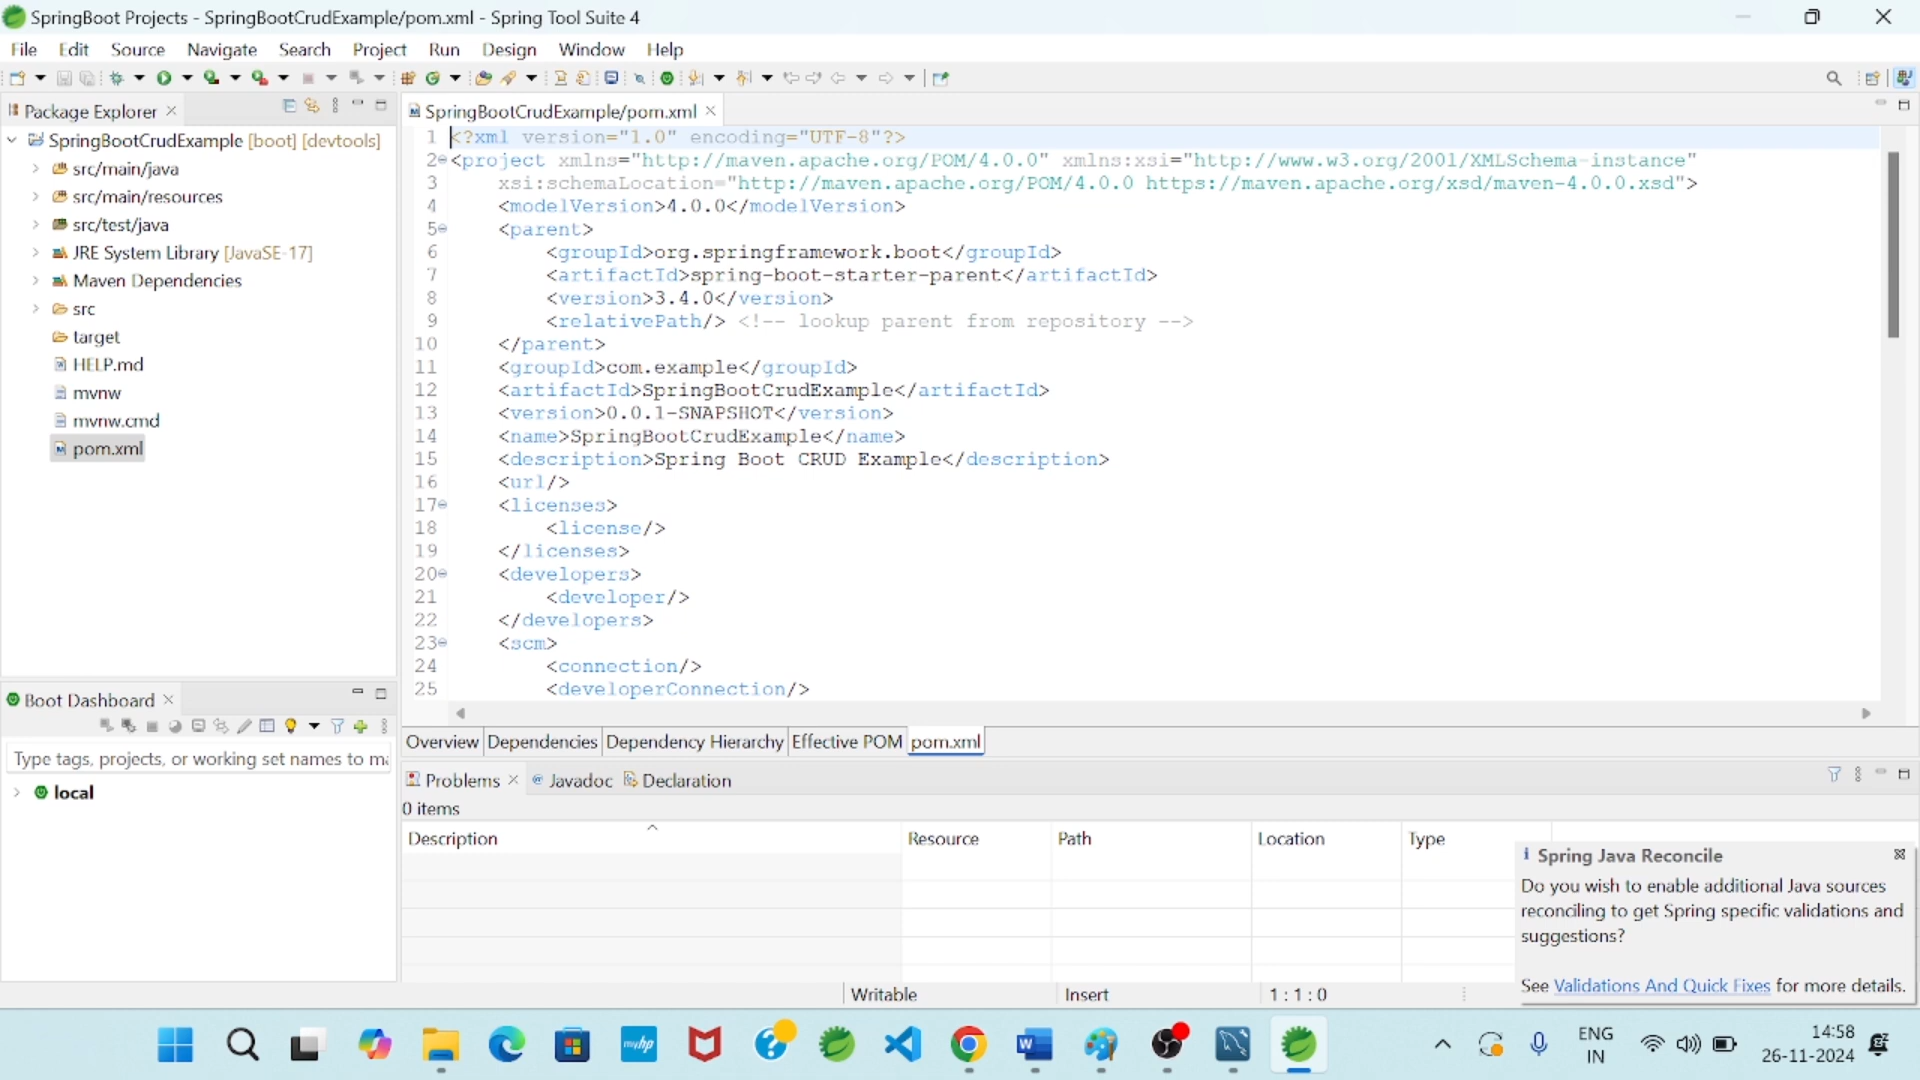 SpringBoot Projects - SpringBootCrudExample/pom.xml - Spring Tool Suite 4
File Edit Source Navigate Search Project Run Design Window Help
Package Explorer
SpringBootCrudExample [boot] [devtools]
src/main/java
src/main/resources
src/test/java
JRE System Library [JavaSE-17]
Maven Dependencies
src
target
HELP.md
mvnw
mvnw.cmd
pom.xml
Boot Dashboard
Type tags, projects, or working set names to ma
local
SpringBootCrudExample/pom.xml
1 <?xml version="1.0" encoding="UTF-8"?>
2 <project xmlns="http://maven.apache.org/POM/4.0.0" xmlns:xsi="http://www.w3.org/2001/XMLSchema-instance"
3 xsi:schemaLocation="http://maven.apache.org/POM/4.0.0 https://maven.apache.org/xsd/maven-4.0.0.xsd">
4 <modelVersion>4.0.0</modelVersion>
5 <parent>
6 <groupId>org.springframework.boot</groupId>
7 <artifactId>spring-boot-starter-parent</artifactId>
8 <version>3.4.0</version>
9 <relativePath/> <!-- lookup parent from repository -->
10 </parent>
11 <groupId>com.example</groupId>
12 <artifactId>SpringBootCrudExample</artifactId>
13 <version>0.0.1-SNAPSHOT</version>
14 <name>SpringBootCrudExample</name>
15 <description>Spring Boot CRUD Example</description>
16 <url/>
17 <licenses>
18 <license/>
19 </licenses>
20 <developers>
21 <developer/>
22 </developers>
23 <scm>
24 <connection/>
25 <developerConnection/>
Overview Dependencies Dependency Hierarchy Effective POM pom.xml
Problems Javadoc Declaration
0 items
Description Resource Path Location Type
Spring Java Reconcile
Do you wish to enable additional Java sources
reconciling to get Spring specific validations and
suggestions?
See Validations And Quick Fixes for more details.
Writable Insert 1 : 1 : 0
myhp
ENG
IN
14:58
26-11-2024